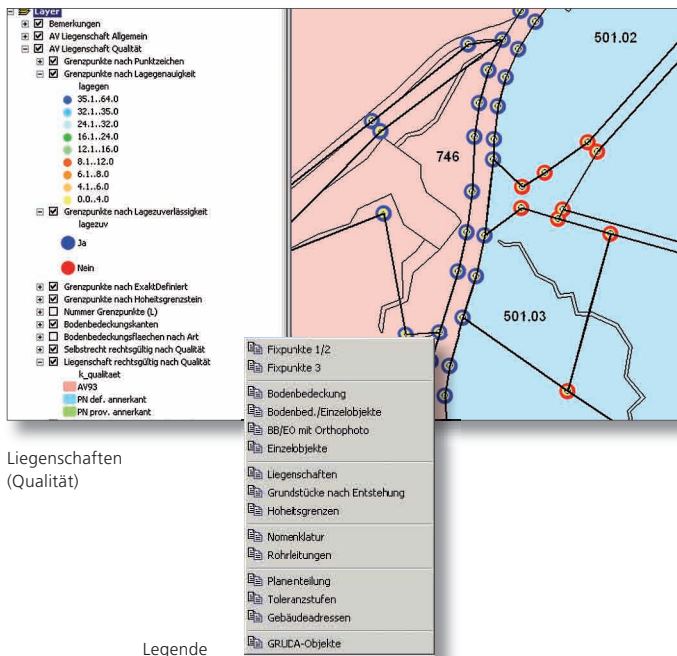 Layer
Bemerkungen
AV Liegenschaft Allgemein
AV Liegenschaft Qualität
Grenzpunkte nach Punktzeichen
Grenzpunkte nach Lagegenauigkeit
lagegen
35.1..64.0
32.1..35.0
24.1..32.0
16.1..24.0
12.1..16.0
8.1..12.0
6.1..8.0
4.1..6.0
0.0..4.0
Grenzpunkte nach Lagezuverlässigkeit
lagezuv
Ja
Nein
Grenzpunkte nach ExaktDefiniert
Grenzpunkte nach Hoheitsgrenzstein
Nummer Grenzpunkte (L)
Bodenbedeckungskanten
Bodenbedeckungsflaechen nach Art
Selbstrecht rechtsgültig nach Qualität
Liegenschaft rechtsgültig nach Qualität
k_qualitaet
AV93
PN def. annerkant
PN prov. annerkant
501.02
746
501.03
Fixpunkte 1/2
Fixpunkte 3
Bodenbedeckung
Bodenbed./Einzelobjekte
BB/EO mit Orthophoto
Einzelobjekte
Liegenschaften
Grundstücke nach Entstehung
Hoheitsgrenzen
Nomenklatur
Rohrleitungen
Planeinteilung
Toleranzstufen
Gebäudeadressen
GRUDA-Objekte
Liegenschaften
(Qualität)
Legende